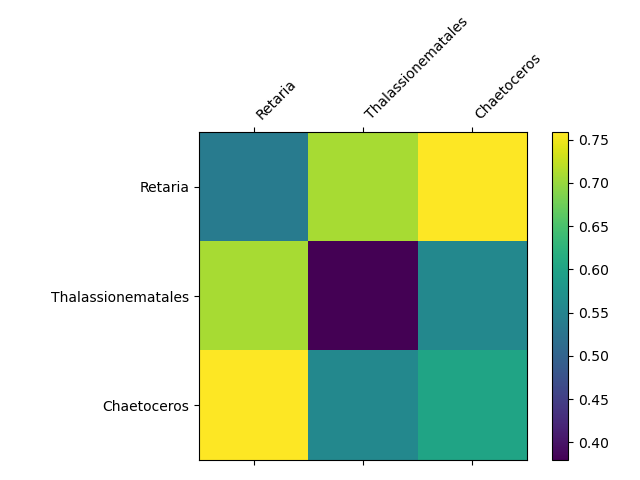 Retaria
Thalassionematales
Chaetoceros
Retaria
Thalassionematales
Chaetoceros
0.75
0.70
0.65
0.60
0.55
0.50
0.45
0.40